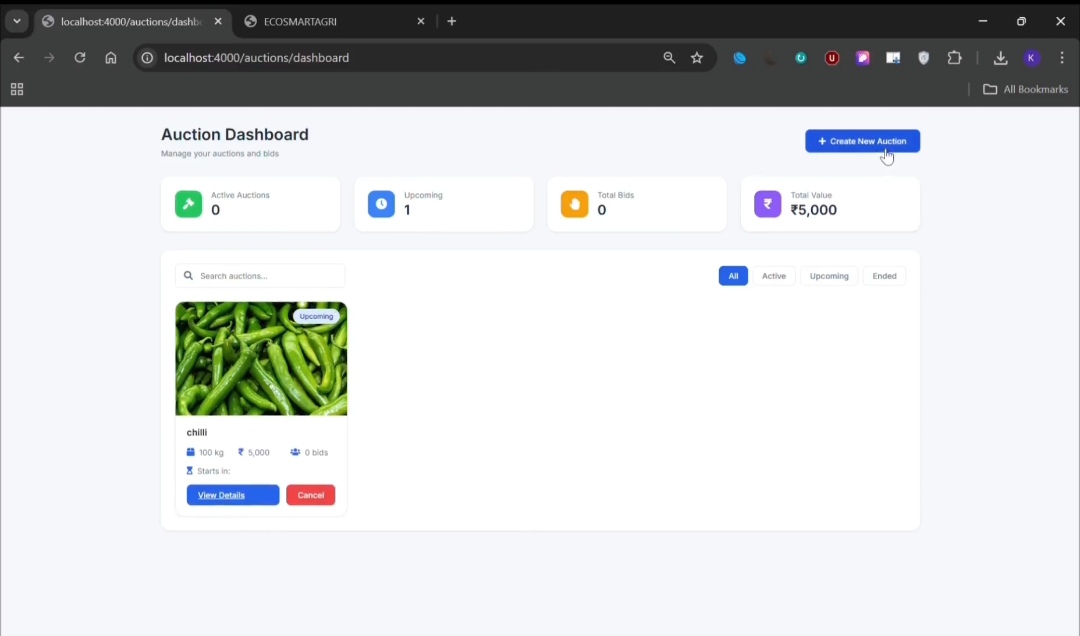 localhost:4000/auctions/dashb
ECOSMARTAGRI
localhost:4000/auctions/dashboard
U
K
All Bookmarks
Auction Dashboard
Manage your auctions and bids
+ Create New Auction
Active Auctions
0
Upcoming
1
Total Bids
0
₹
Total Value
₹5,000
Search auctions...
All
Active
Upcoming
Ended
Upcoming
chilli
100 kg
₹ 5,000
0 bids
Starts in:
View Details
Cancel